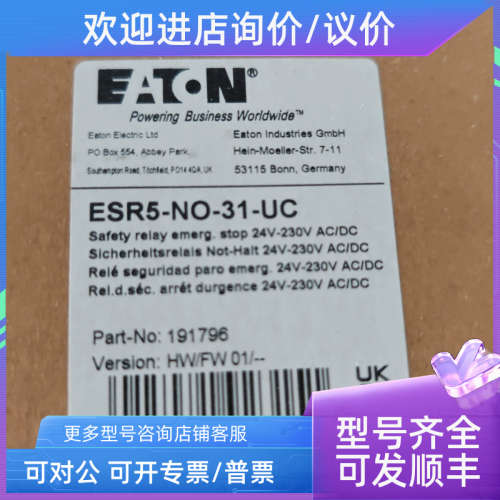 欢迎进店询价/议价
EATON®
Powering Business Worldwide™
Eaton Electric Ltd
PO Box 554, Abbey Park,
Southampton Road, Titchfield, PO14 4QA, UK
Eaton Industries GmbH
Hein-Moeller-Str. 7-11
53115 Bonn, Germany
ESR5-NO-31-UC
Safety relay emerg. stop 24V-230V AC/DC
Sicherheitsrelais Not-Halt 24V-230V AC/DC
Relé seguridad paro emerg. 24V-230V AC/DC
Rel.d.séc. arrêt durgence 24V-230V AC/DC
Part-No: 191796
Version: HW/FW 01/--
UK
更多型号咨询店铺客服
可对公 可开专票/普票
型号齐全
可发顺丰